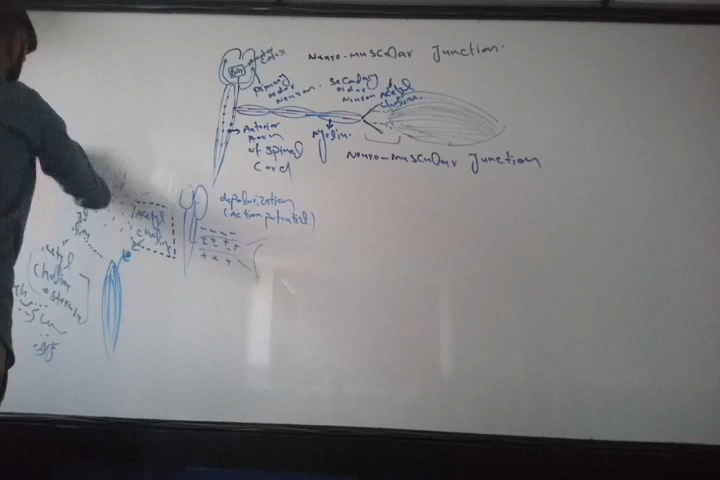 Neuro-Muscular Junction.
Motor
Cortex
Primary
order
Neuron.
Secondary
order
Neuron
Acetyl
choline
Anterior
horn
of Spinal
Cord
Myelin.
Neuro-Muscular Junction
depolarization
(Action potential)
Acetyl
choline
- - - -
+ + + +
+ + +
Acetyl
Choline
esterase